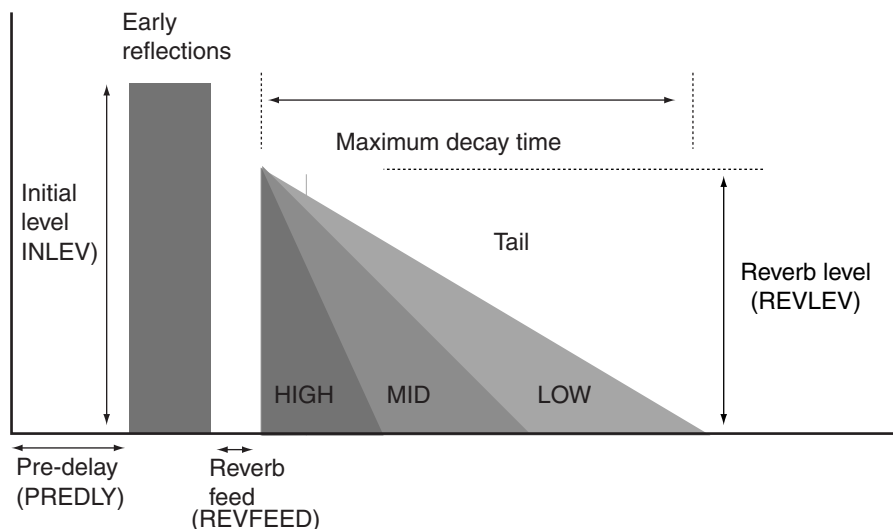 Early
reflections
Maximum decay time
Initial
level
INLEV)
Tail
Reverb level
(REVLEV)
HIGH
MID
LOW
Pre-delay
(PREDLY)
Reverb
feed
(REVFEED)